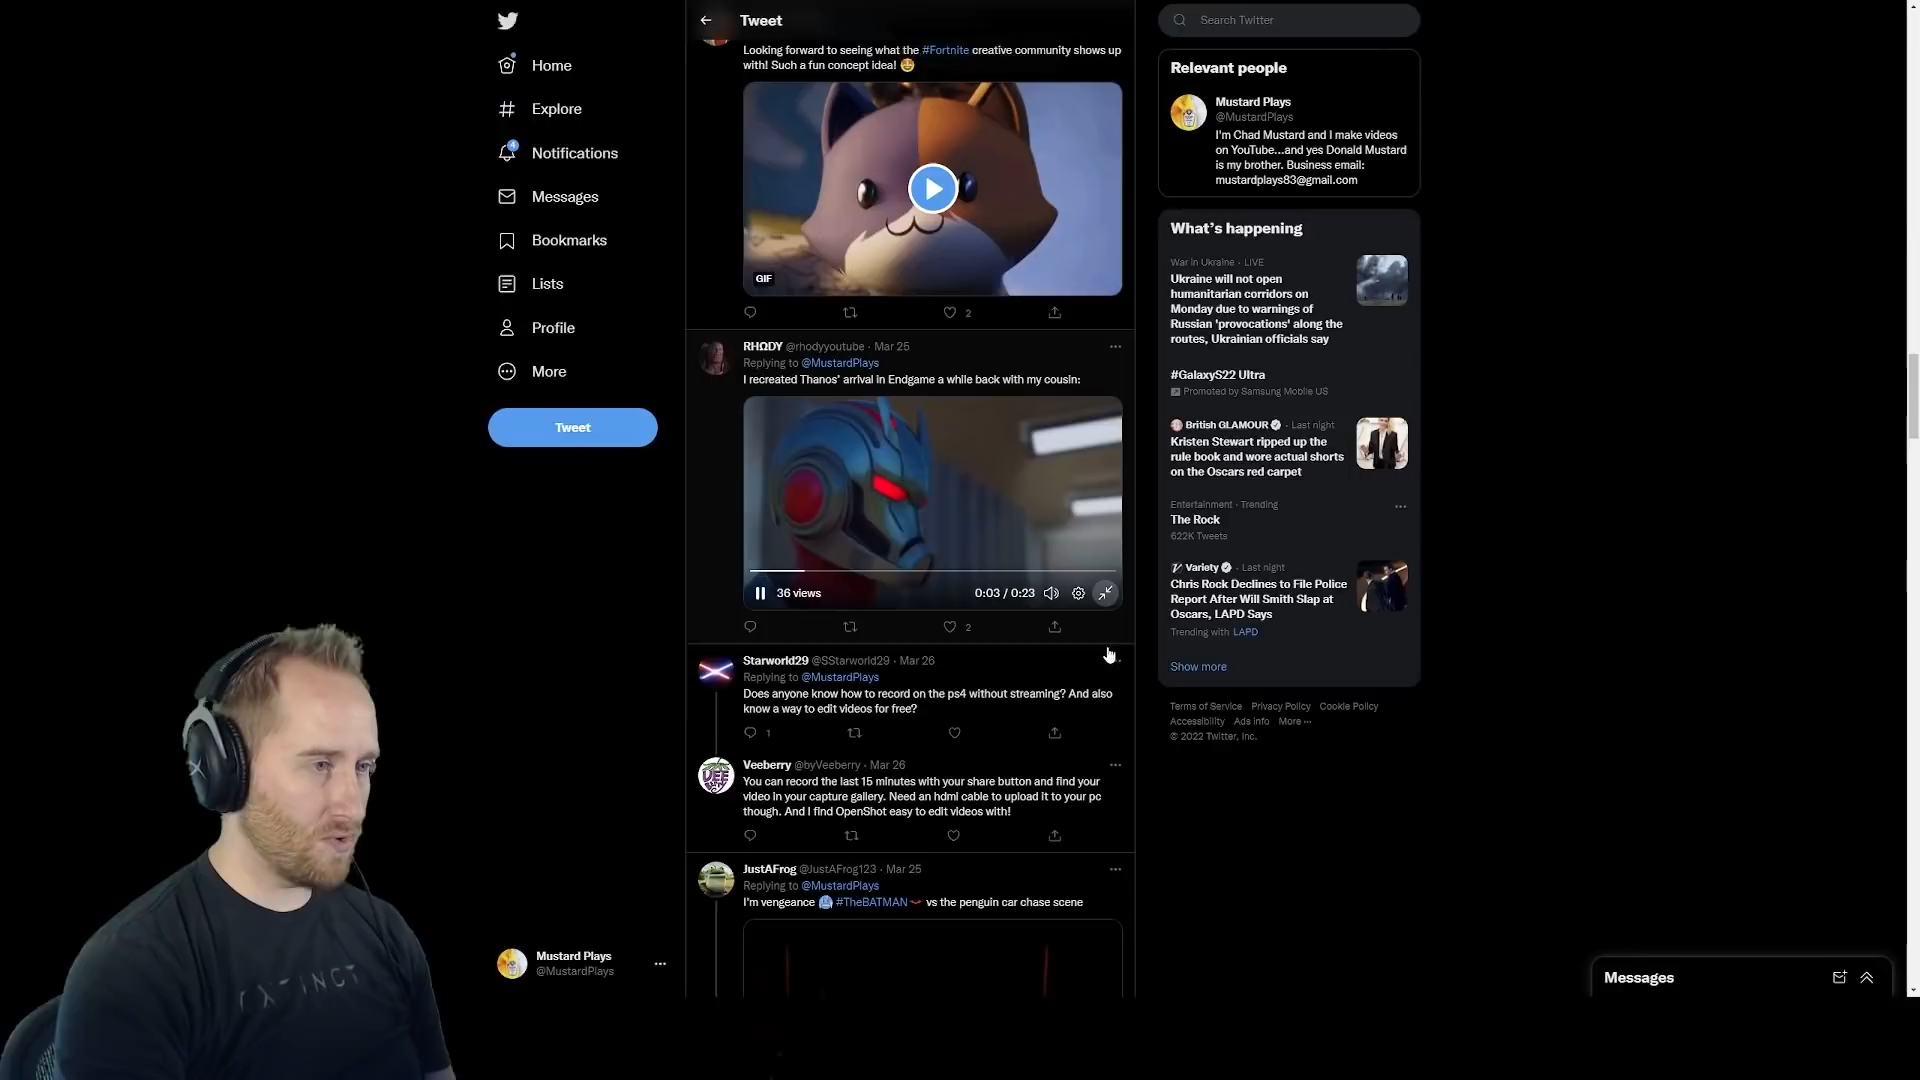 Home
Explore
4
Notifications
Messages
Bookmarks
Lists
Profile
More
Tweet
Mustard Plays
@MustardPlays
Tweet
Looking forward to seeing what the #Fortnite creative community shows up
with! Such a fun concept idea! 🤩
GIF
2
RHΩDY @rhodyyoutube · Mar 25
Replying to @MustardPlays
I recreated Thanos' arrival in Endgame a while back with my cousin:
36 views
0:03 / 0:23
2
Starworld29 @SStarworld29 · Mar 26
Replying to @MustardPlays
Does anyone know how to record on the ps4 without streaming? And also
know a way to edit videos for free?
1
Veeberry @byVeeberry · Mar 26
You can record the last 15 minutes with your share button and find your
video in your capture gallery. Need an hdmi cable to upload it to your pc
though. And I find OpenShot easy to edit videos with!
JustAFrog @JustAFrog123 · Mar 25
Replying to @MustardPlays
I'm vengeance #TheBATMAN vs the penguin car chase scene
Search Twitter
Relevant people
Mustard Plays
@MustardPlays
I'm Chad Mustard and I make videos
on YouTube...and yes Donald Mustard
is my brother. Business email:
mustardplays83@gmail.com
What's happening
War in Ukraine · LIVE
Ukraine will not open
humanitarian corridors on
Monday due to warnings of
Russian 'provocations' along the
routes, Ukrainian officials say
#GalaxyS22 Ultra
Promoted by Samsung Mobile US
British GLAMOUR · Last night
Kristen Stewart ripped up the
rule book and wore actual shorts
on the Oscars red carpet
Entertainment · Trending
The Rock
622K Tweets
Variety · Last night
Chris Rock Declines to File Police
Report After Will Smith Slap at
Oscars, LAPD Says
Trending with LAPD
Show more
Terms of Service Privacy Policy Cookie Policy
Accessibility Ads info More ···
© 2022 Twitter, Inc.
Messages